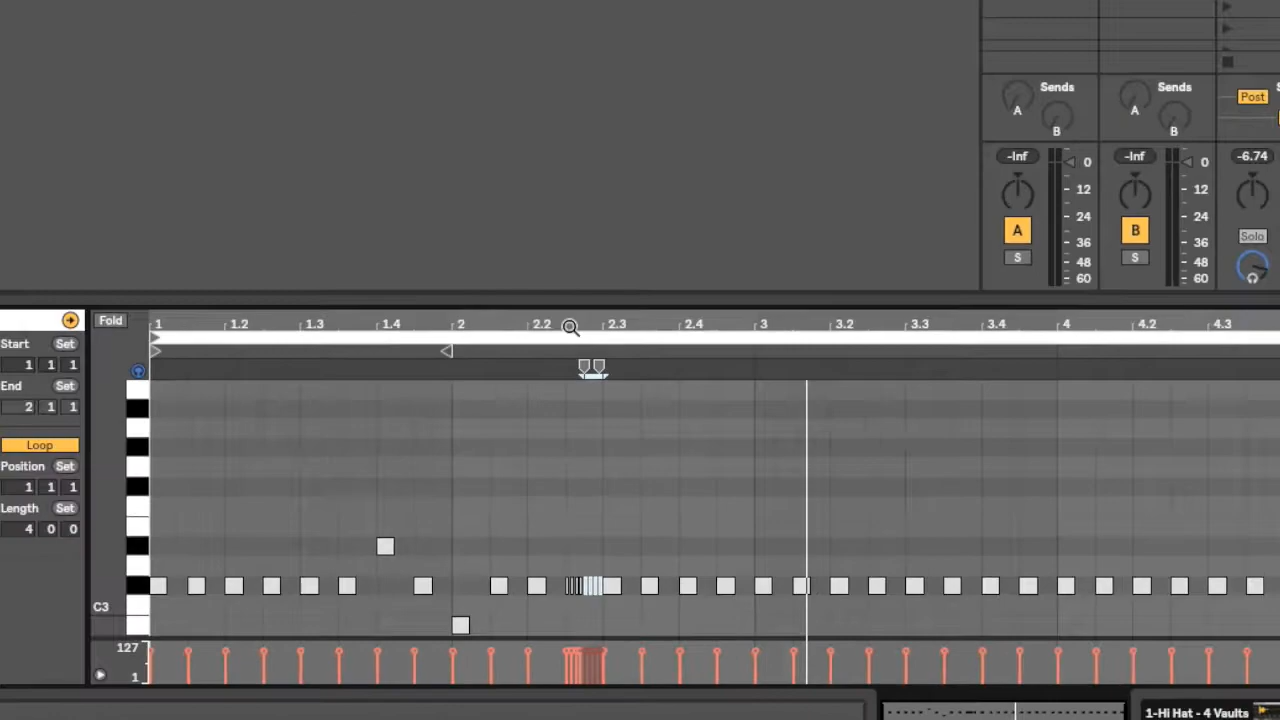 Sends
Sends
Post
A
A
B
B
-Inf
-Inf
-6.74
0
0
12
12
24
24
A
B
Solo
36
36
S
S
48
48
60
60
Fold
1
1.2
1.3
1.4
2
2.2
2.3
2.4
3
3.2
3.3
3.4
4
4.2
4.3
Start
Set
1 1 1
End
Set
2 1 1
Loop
Position
Set
1 1 1
Length
Set
4 0 0
C3
127
1
1-Hi Hat - 4 Vaults